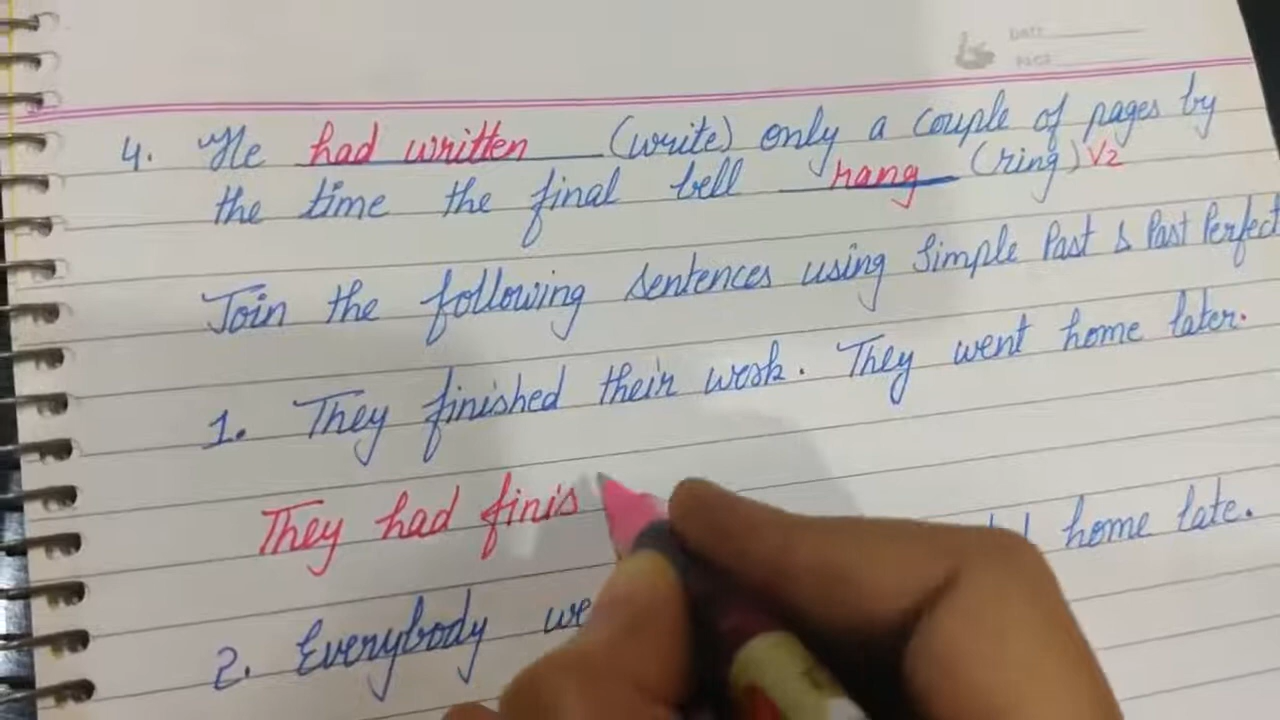 DATE
PAGE
4. He had written (write) only a couple of pages by
the time the final bell rang (ring) V2
Join the following sentences using Simple Past & Past Perfect
1. They finished their work. They went home later.
They had finis
home late.
2. Everybody we